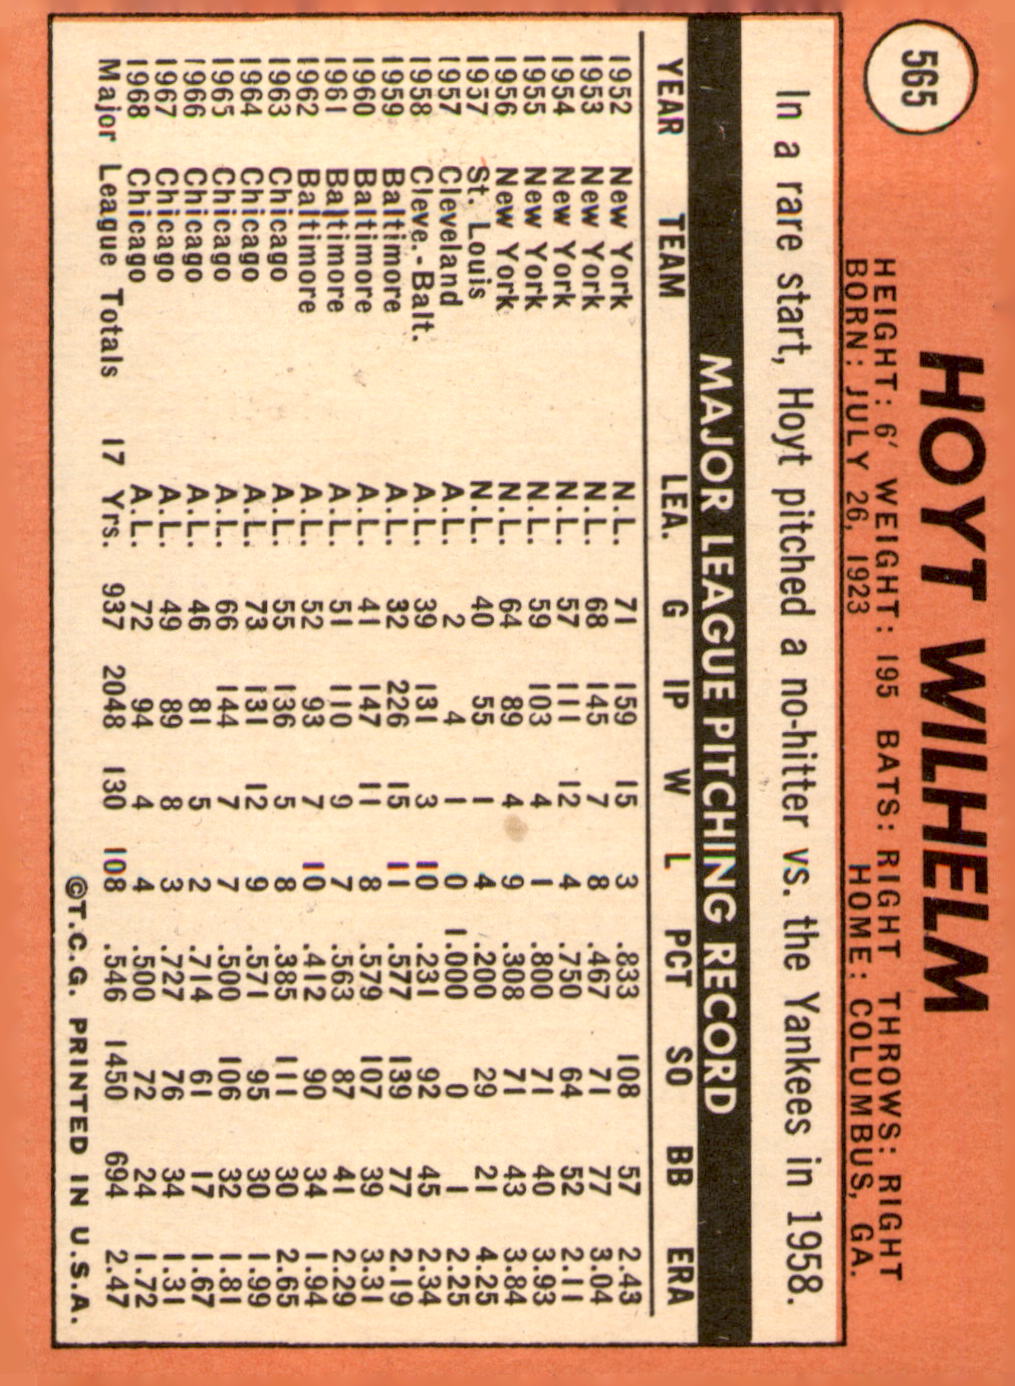 565
HOYT WILHELM
HEIGHT: 6' WEIGHT: 195 BATS: RIGHT THROWS: RIGHT
BORN: JULY 26, 1923 HOME: COLUMBUS, GA.
In a rare start, Hoyt pitched a no-hitter vs. the Yankees in 1958.
MAJOR LEAGUE PITCHING RECORD
YEAR TEAM LEA. G IP W L PCT SO BB ERA
1952 New York N.L. 71 159 15 3 .833 108 57 2.43
1953 New York N.L. 68 145 7 8 .467 71 77 3.04
1954 New York N.L. 57 111 12 4 .750 64 52 2.11
1955 New York N.L. 59 103 4 1 .800 71 40 3.93
1956 New York N.L. 64 89 4 9 .308 71 43 3.84
1937 St. Louis N.L. 40 55 1 4 .200 29 21 4.25
1957 Cleveland A.L. 2 4 1 0 1.000 0 1 2.25
1958 Cleve.-Balt. A.L. 39 131 3 10 .231 92 45 2.34
1959 Baltimore A.L. 32 226 15 11 .577 139 77 2.19
1960 Baltimore A.L. 41 147 11 8 .579 107 39 3.31
1961 Baltimore A.L. 51 110 9 7 .563 87 41 2.29
1962 Baltimore A.L. 52 93 7 10 .412 90 34 1.94
1963 Chicago A.L. 55 136 5 8 .385 111 30 2.65
1964 Chicago A.L. 73 131 12 9 .571 95 30 1.99
1965 Chicago A.L. 66 144 7 7 .500 106 32 1.81
1966 Chicago A.L. 46 81 5 2 .714 61 17 1.67
1967 Chicago A.L. 49 89 8 3 .727 76 34 1.31
1968 Chicago A.L. 72 94 4 4 .500 72 24 1.72
Major League Totals 17 Yrs. 937 2048 130 108 .546 1450 694 2.47
©T.C.G. PRINTED IN U.S.A.